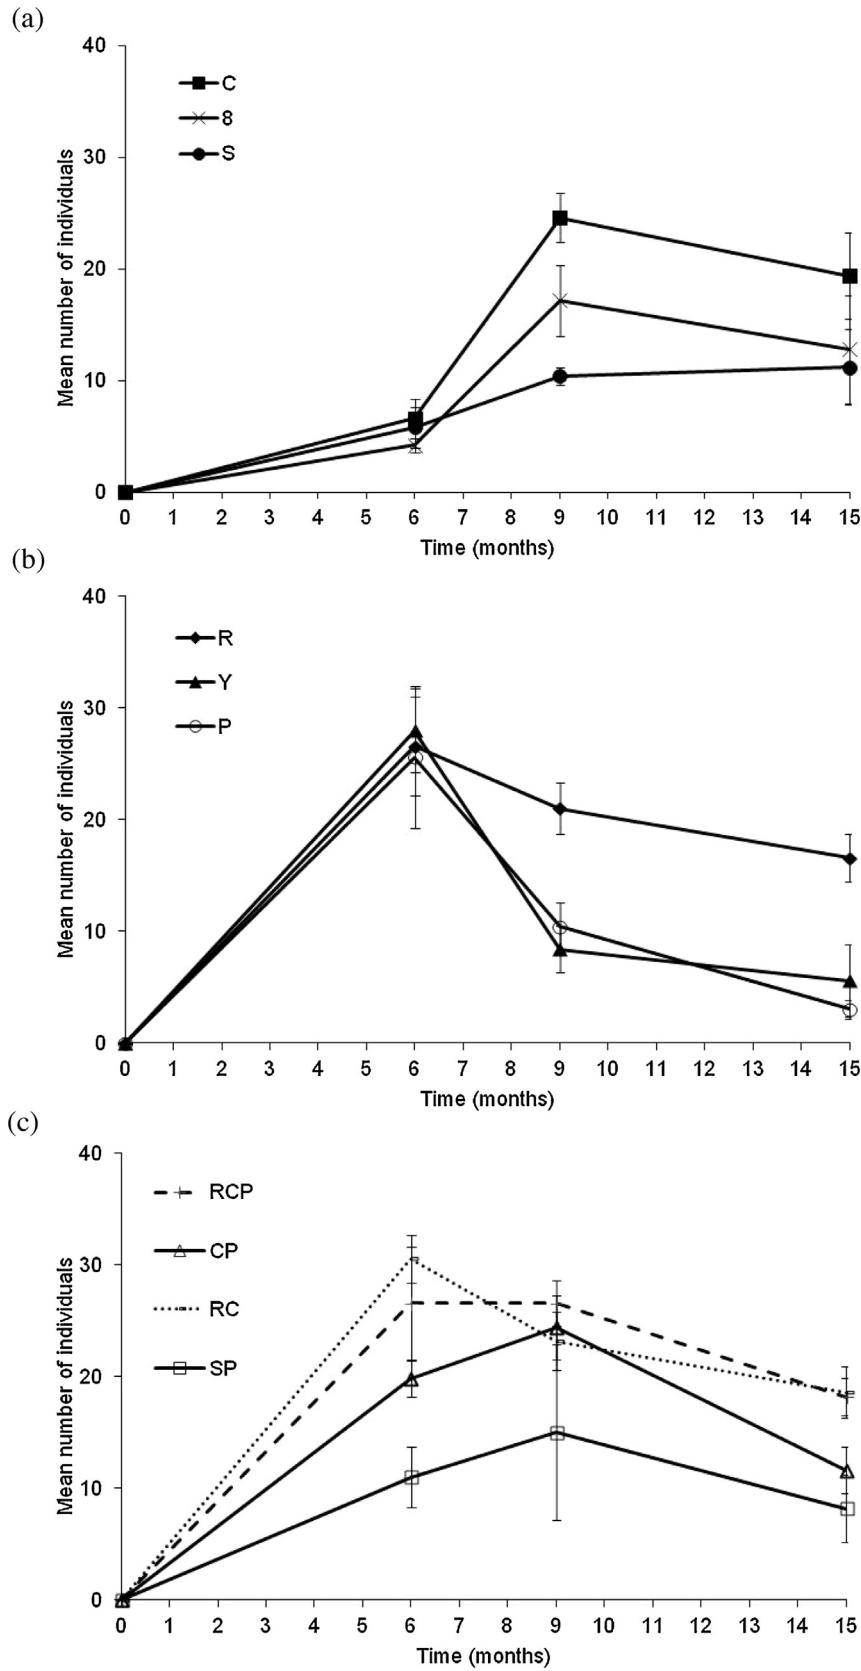 (a)
40
30
20
10
0
Mean number of individuals
C
8
S
0 1 2 3 4 5 6 7 8 9 10 11 12 13 14 15
Time (months)
(b)
40
30
20
10
0
Mean number of individuals
R
Y
P
0 1 2 3 4 5 6 7 8 9 10 11 12 13 14 15
Time (months)
(c)
40
30
20
10
0
Mean number of individuals
RCP
CP
RC
SP
0 1 2 3 4 5 6 7 8 9 10 11 12 13 14 15
Time (months)